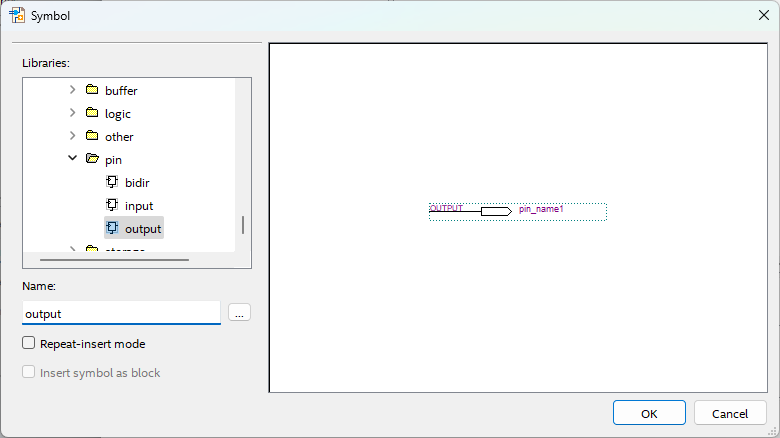 Symbol
Libraries:
buffer
logic
other
pin
bidir
input
output
storage
Name:
output
...
Repeat-insert mode
Insert symbol as block
OUTPUT
pin_name1
OK
Cancel